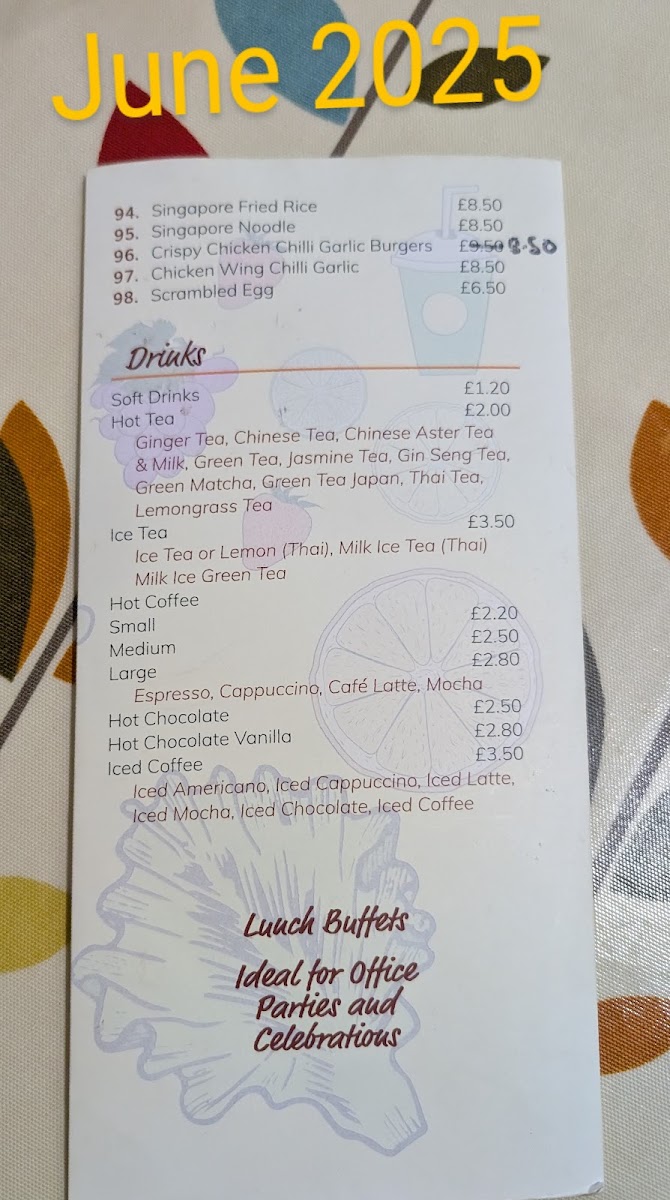 June 2025
94. Singapore Fried Rice £8.50
95. Singapore Noodle £8.50
96. Crispy Chicken Chilli Garlic Burgers £9.50 8.50
97. Chicken Wing Chilli Garlic £8.50
98. Scrambled Egg £6.50
Drinks
Soft Drinks £1.20
Hot Tea £2.00
Ginger Tea, Chinese Tea, Chinese Aster Tea
& Milk, Green Tea, Jasmine Tea, Gin Seng Tea,
Green Matcha, Green Tea Japan, Thai Tea,
Lemongrass Tea
Ice Tea £3.50
Ice Tea or Lemon (Thai), Milk Ice Tea (Thai)
Milk Ice Green Tea
Hot Coffee
Small £2.20
Medium £2.50
Large £2.80
Espresso, Cappuccino, Café Latte, Mocha
Hot Chocolate £2.50
Hot Chocolate Vanilla £2.80
Iced Coffee £3.50
Iced Americano, Iced Cappuccino, Iced Latte,
Iced Mocha, Iced Chocolate, Iced Coffee
Lunch Buffets
Ideal for Office
Parties and
Celebrations